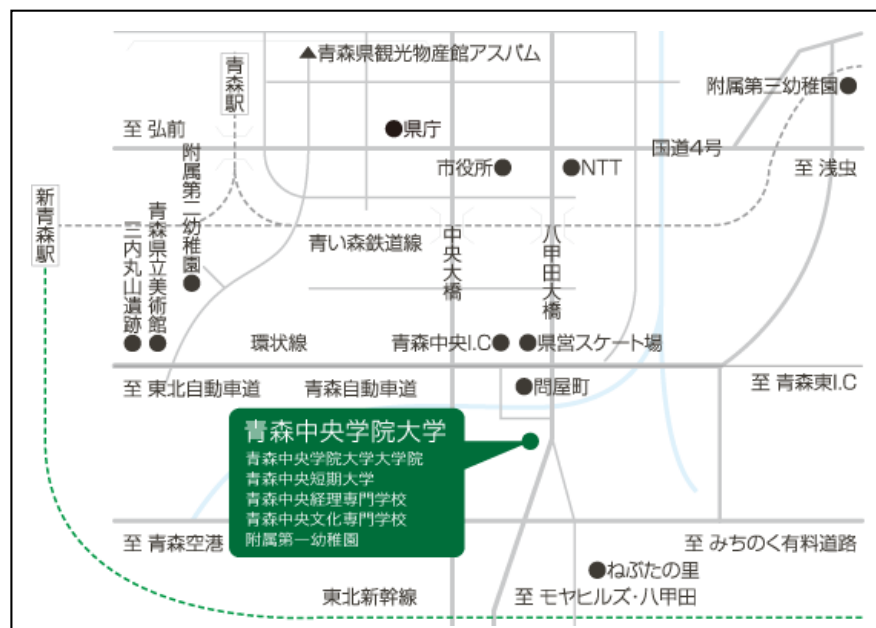 ▲青森県観光物産館アスパム
青森駅
附属第三幼稚園
至 弘前
県庁
国道4号
市役所
NTT
至 浅虫
新青森駅
附属第二幼稚園
青森県立美術館
三内丸山遺跡
青い森鉄道線
中央大橋
八甲田大橋
環状線
青森中央I.C
県営スケート場
至 東北自動車道
青森自動車道
問屋町
至 青森東I.C
青森中央学院大学
青森中央学院大学大学院
青森中央短期大学
青森中央経理専門学校
青森中央文化専門学校
附属第一幼稚園
至 青森空港
至 みちのく有料道路
ねぶたの里
東北新幹線
至 モヤヒルズ・八甲田